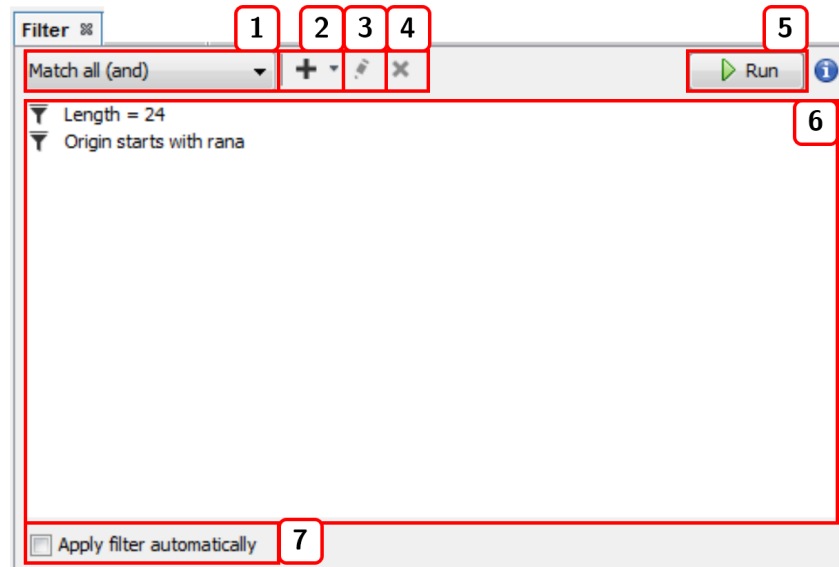 Filter
1
2
3
4
5
Match all (and)
Run
6
Length = 24
Origin starts with rana
Apply filter automatically
7